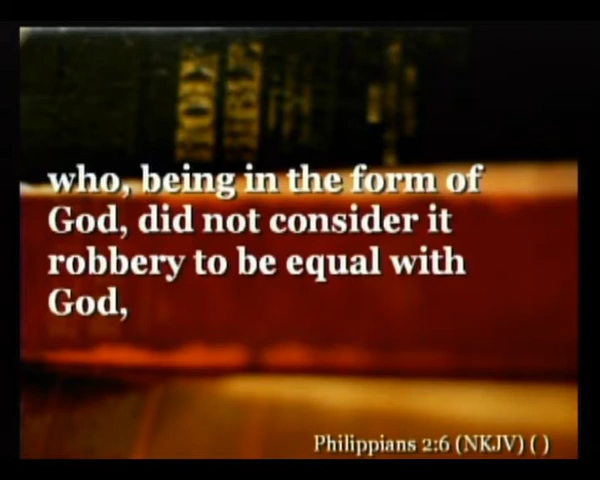 who, being in the form of
God, did not consider it
robbery to be equal with
God,
Philippians 2:6 (NKJV) ( )